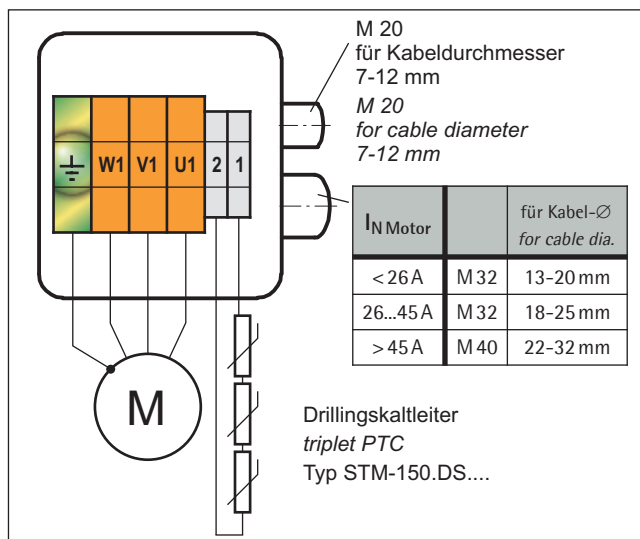 M 20
für Kabeldurchmesser
7-12 mm
M 20
for cable diameter
7-12 mm
W1 V1 U1 2 1
I N Motor für Kabel-∅
for cable dia.
< 26 A M 32 13-20 mm
26...45 A M 32 18-25 mm
> 45 A M 40 22-32 mm
M
Drillingskaltleiter
triplet PTC
Typ STM-150.DS....